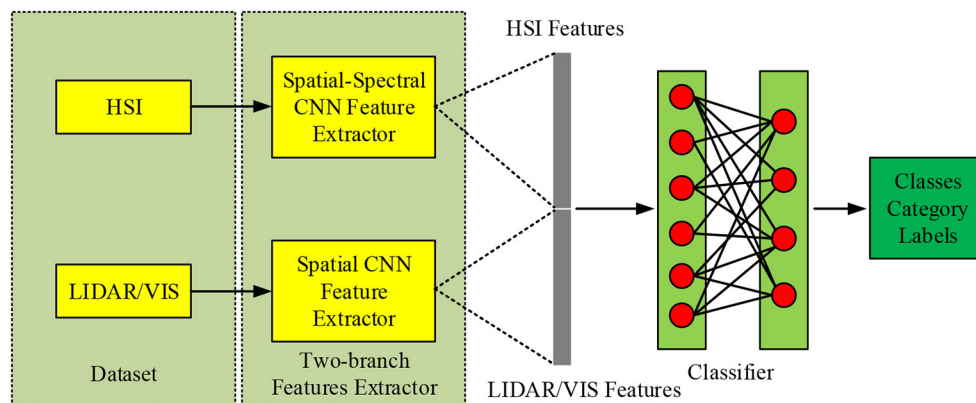 HSI Features
Spatial-Spectral
CNN Feature
Extractor
HSI
Classes
Category
Labels
Spatial CNN
Feature
Extractor
LIDAR/VIS
Two-branch
Features Extractor
Dataset
Classifier
LIDAR/VIS Features